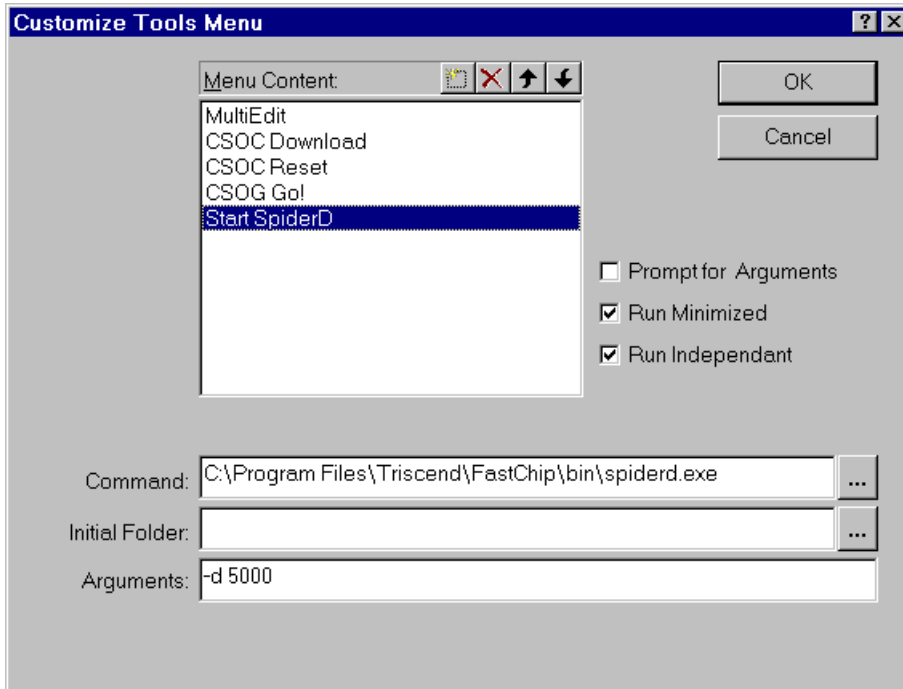 Customize Tools Menu
Menu Content:
OK
MultiEdit
CSOC Download
CSOC Reset
CSOG Go!
Start SpiderD
Cancel
Prompt for Arguments
Run Minimized
Run Independant
Command: C:\Program Files\Triscend\FastChip\bin\spiderd.exe ...
Initial Folder: ...
Arguments: -d 5000